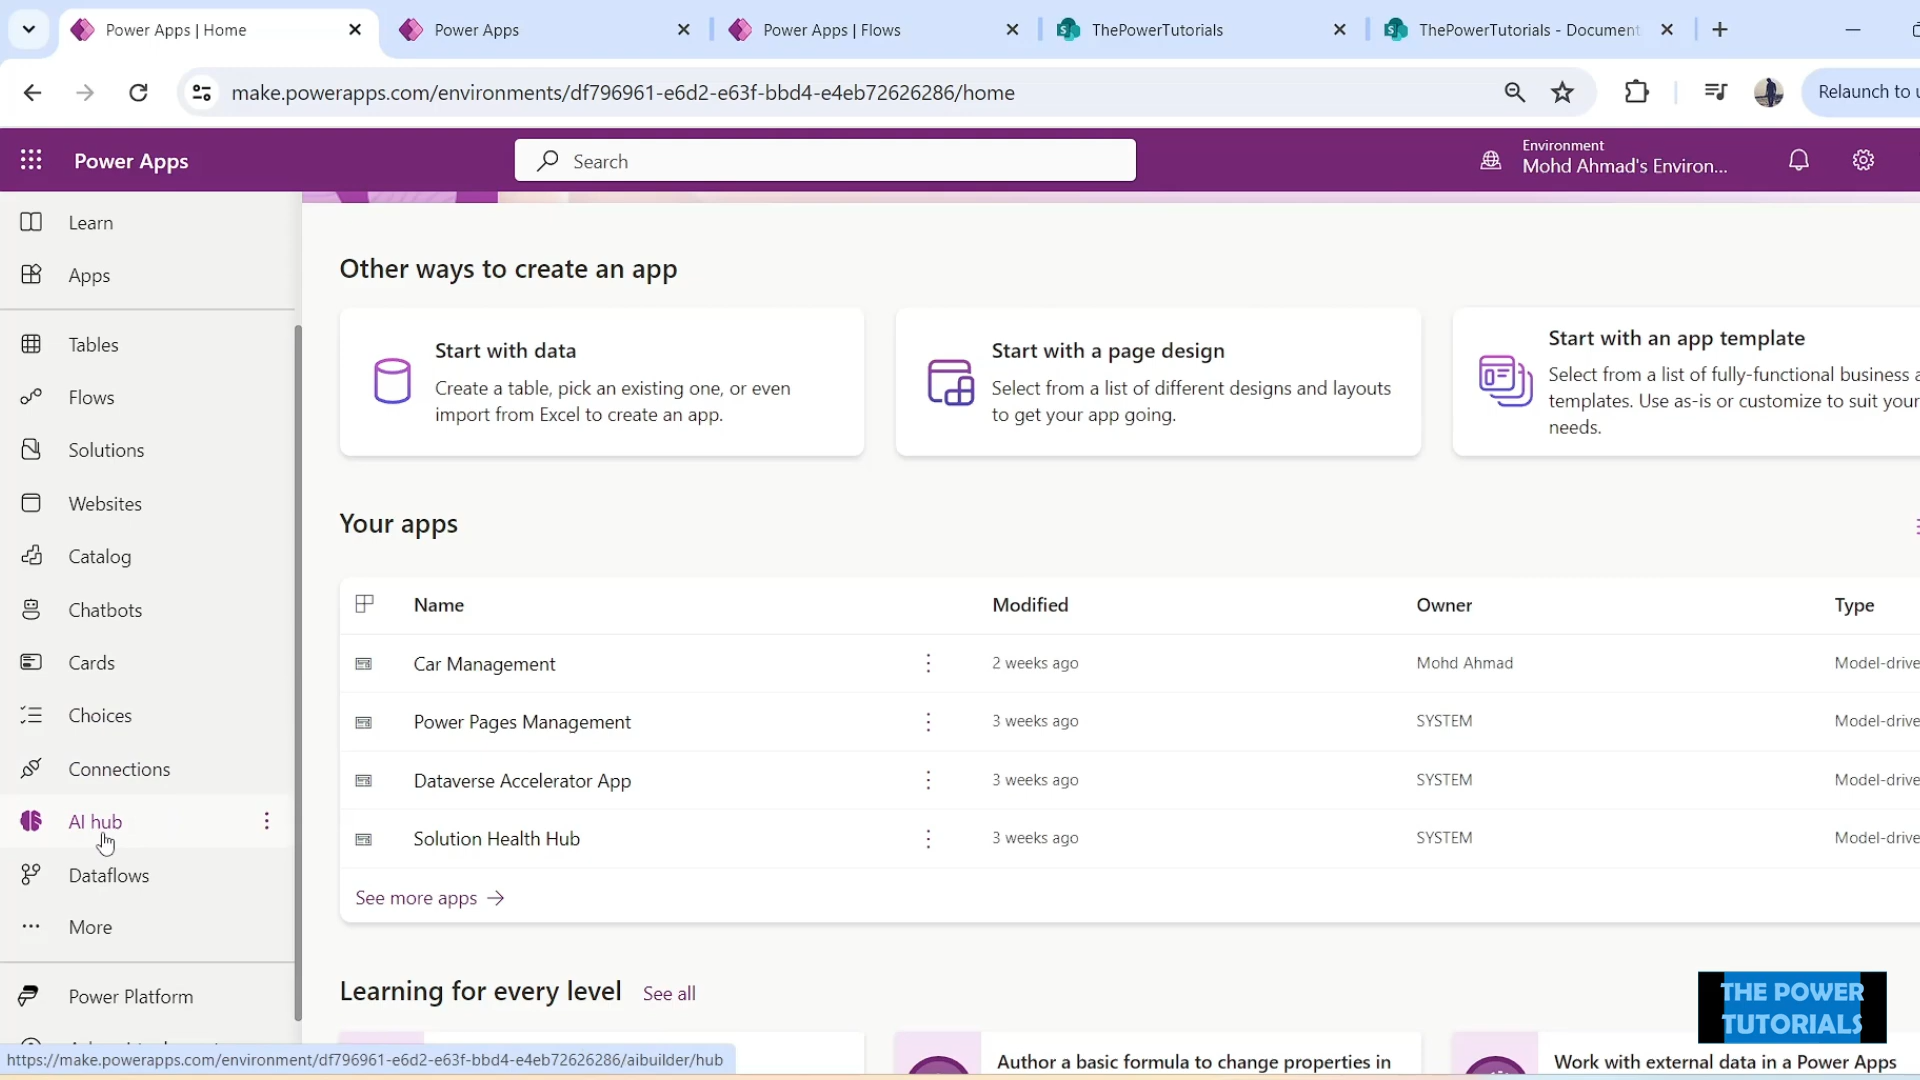 Power Apps | Home
Power Apps
Power Apps | Flows
ThePowerTutorials
ThePowerTutorials - Document
make.powerapps.com/environments/df796961-e6d2-e63f-bbd4-e4eb72626286/home
Relaunch to u
Power Apps
Search
Environment
Mohd Ahmad's Environ...
Learn
Apps
Tables
Flows
Solutions
Websites
Catalog
Chatbots
Cards
Choices
Connections
AI hub
Dataflows
More
Power Platform
Other ways to create an app
Start with data
Create a table, pick an existing one, or even
import from Excel to create an app.
Start with a page design
Select from a list of different designs and layouts
to get your app going.
Start with an app template
Select from a list of fully-functional business a
templates. Use as-is or customize to suit your
needs.
Your apps
Name Modified Owner Type
Car Management 2 weeks ago Mohd Ahmad Model-drive
Power Pages Management 3 weeks ago SYSTEM Model-drive
Dataverse Accelerator App 3 weeks ago SYSTEM Model-drive
Solution Health Hub 3 weeks ago SYSTEM Model-drive
See more apps
Learning for every level See all
Author a basic formula to change properties in
Work with external data in a Power Apps
THE POWER
TUTORIALS
https://make.powerapps.com/environment/df796961-e6d2-e63f-bbd4-e4eb72626286/aibuilder/hub